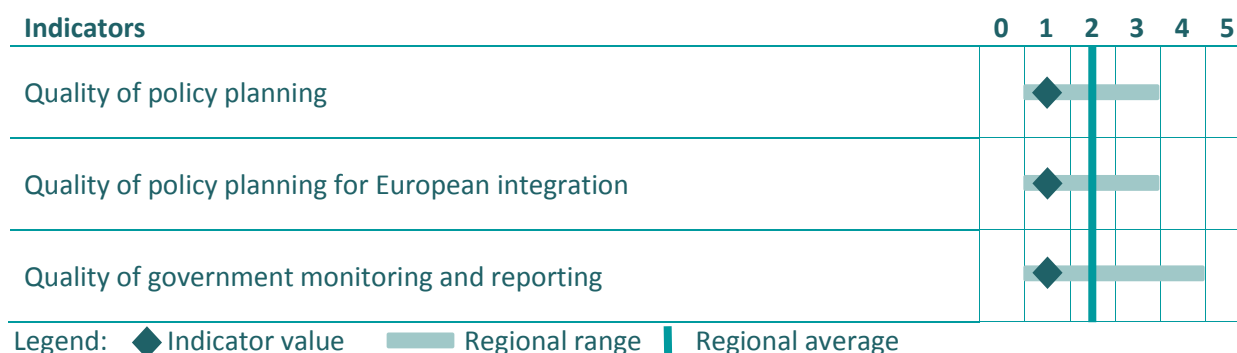 Indicators 0 1 2 3 4 5
Quality of policy planning
Quality of policy planning for European integration
Quality of government monitoring and reporting
Legend: Indicator value Regional range Regional average